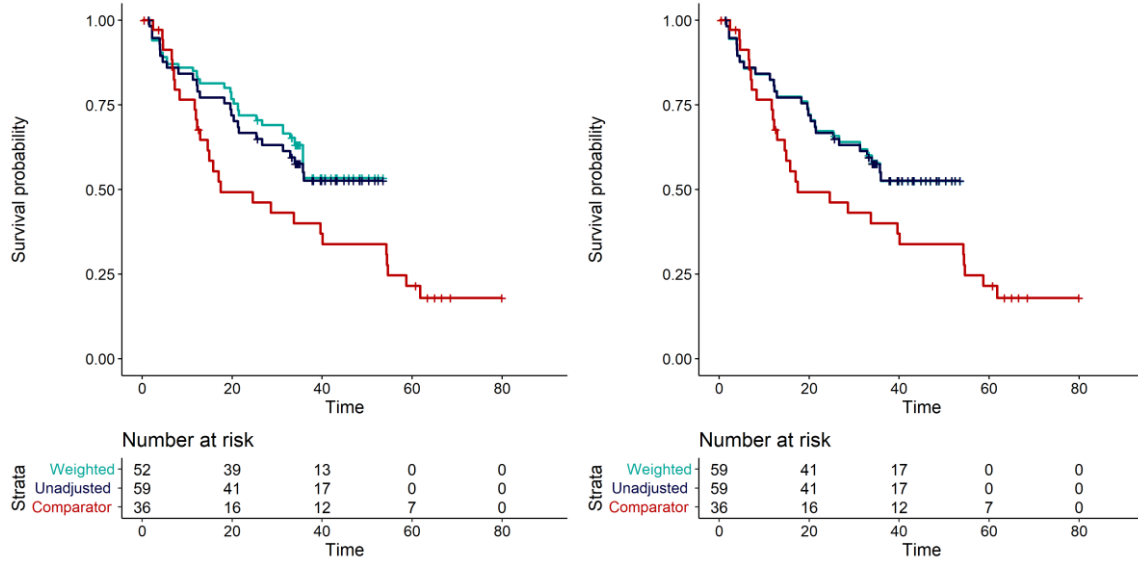 Survival probability
1.00
0.75
0.50
0.25
0.00
0 20 40 60 80
Time
Number at risk
Strata
Weighted 52 39 13 0 0
Unadjusted 59 41 17 0 0
Comparator 36 16 12 7 0
0 20 40 60 80
Time
Survival probability
1.00
0.75
0.50
0.25
0.00
0 20 40 60 80
Time
Number at risk
Strata
Weighted 59 41 17 0 0
Unadjusted 59 41 17 0 0
Comparator 36 16 12 7 0
0 20 40 60 80
Time